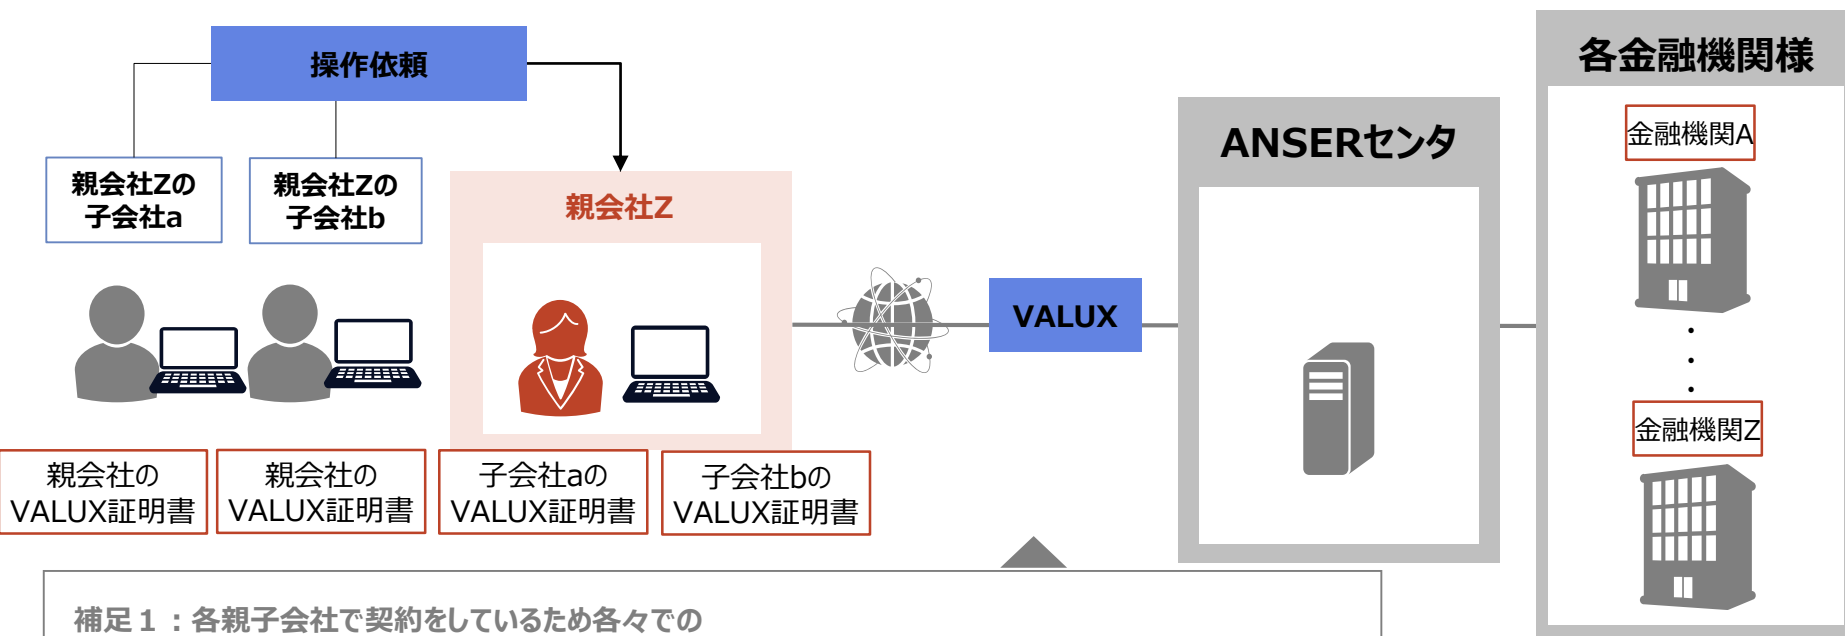 操作依頼
親会社Zの
子会社a
親会社Zの
子会社b
親会社Z
VALUX
ANSERセンタ
各金融機関様
金融機関A
・
・
・
金融機関Z
親会社の
VALUX証明書
親会社の
VALUX証明書
子会社aの
VALUX証明書
子会社bの
VALUX証明書
補足1：各親子会社で契約をしているため各々での